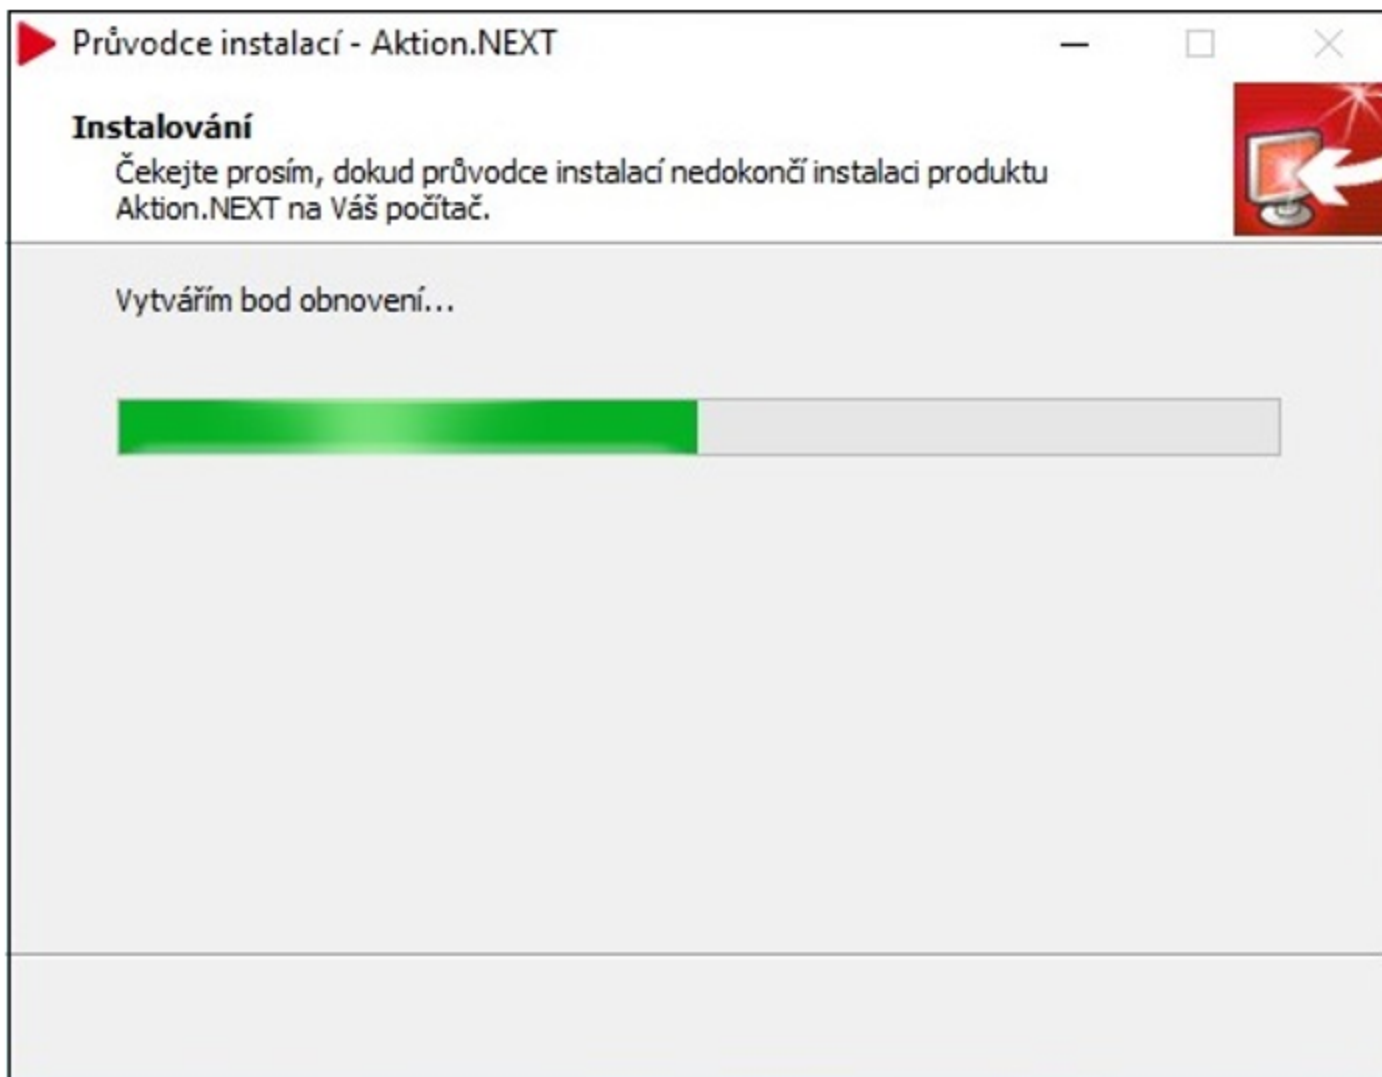 Průvodce instalací - Aktion.NEXT
Instalování
Čekejte prosím, dokud průvodce instalací nedokončí instalaci produktu
Aktion.NEXT na Váš počítač.
Vytvářím bod obnovení...